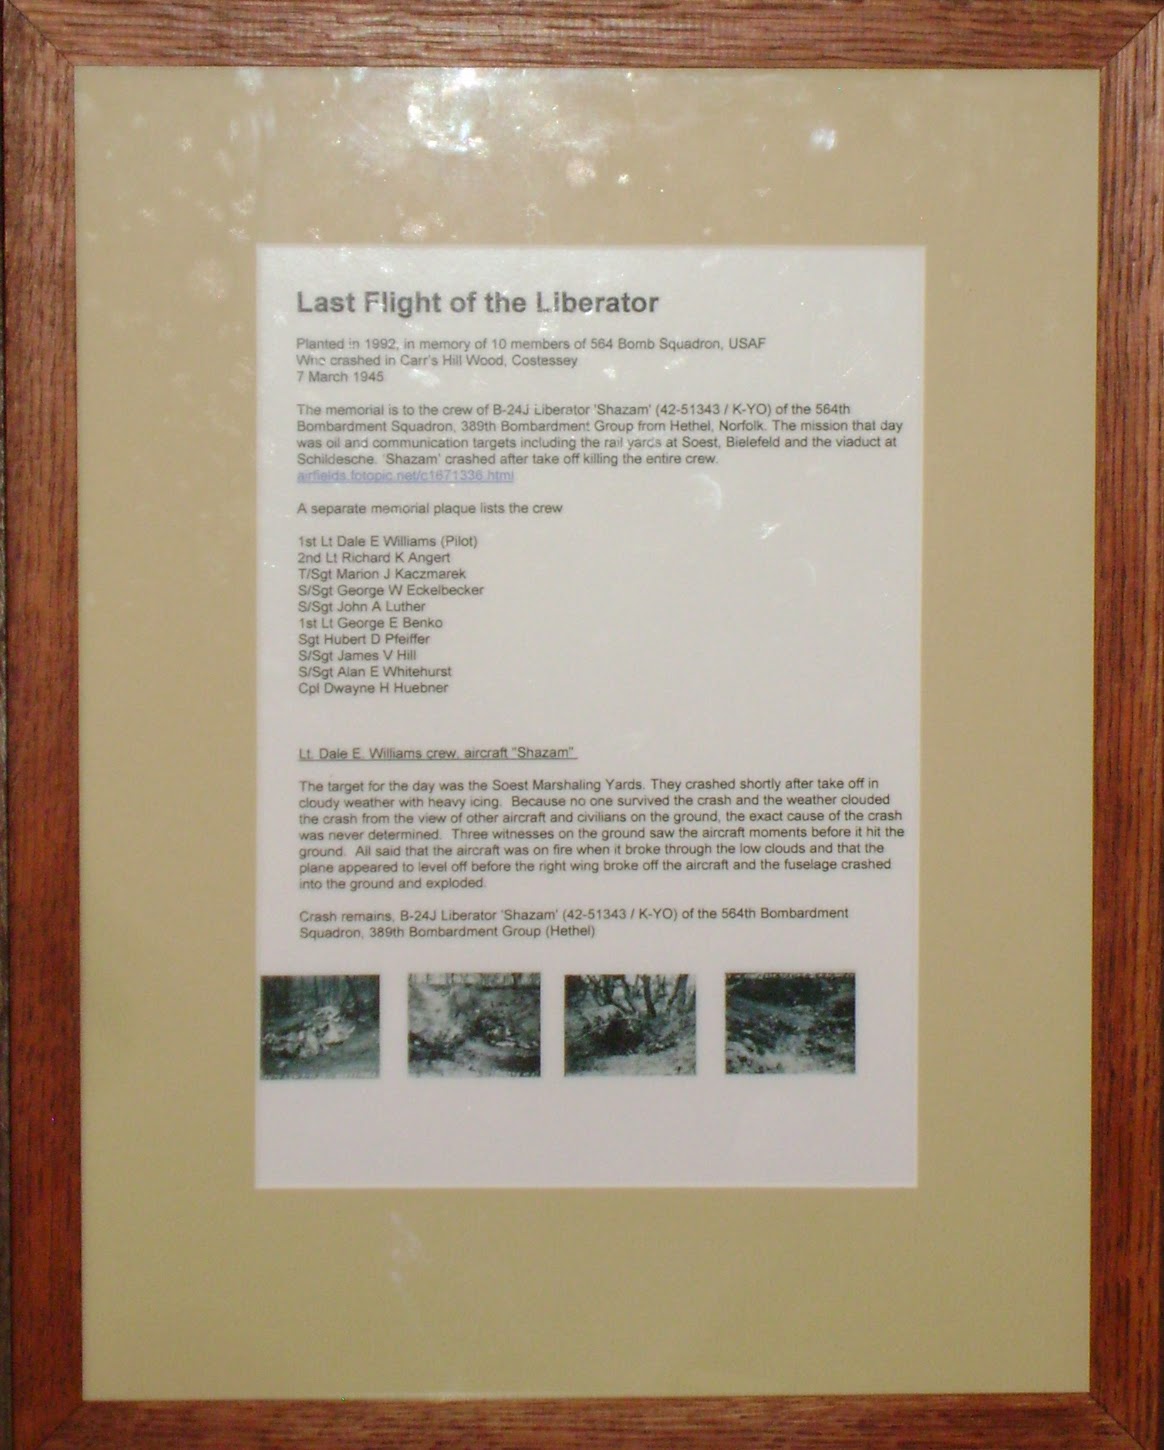 Last Flight of the Liberator
Planted in 1992, in memory of 10 members of 564 Bomb Squadron, USAF
Who crashed in Carr's Hill Wood, Costessey
7 March 1945
The memorial is to the crew of B-24J Liberator 'Shazam' (42-51343 / K-YO) of the 564th
Bombardment Squadron, 389th Bombardment Group from Hethel, Norfolk. The mission that day
was oil and communication targets including the rail yards at Soest, Bielefeld and the viaduct at
Schildesche. 'Shazam' crashed after take off killing the entire crew.
airfields.fotopic.net/c1671336.html
A separate memorial plaque lists the crew
1st Lt Dale E Williams (Pilot)
2nd Lt Richard K Angert
T/Sgt Marion J Kaczmarek
S/Sgt George W Eckelbecker
S/Sgt John A Luther
1st Lt George E Benko
Sgt Hubert D Pfeiffer
S/Sgt James V Hill
S/Sgt Alan E Whitehurst
Cpl Dwayne H Huebner
Lt. Dale E. Williams crew, aircraft "Shazam"
The target for the day was the Soest Marshaling Yards. They crashed shortly after take off in
cloudy weather with heavy icing. Because no one survived the crash and the weather clouded
the crash from the view of other aircraft and civilians on the ground, the exact cause of the crash
was never determined. Three witnesses on the ground saw the aircraft moments before it hit the
ground. All said that the aircraft was on fire when it broke through the low clouds and that the
plane appeared to level off before the right wing broke off the aircraft and the fuselage crashed
into the ground and exploded.
Crash remains, B-24J Liberator 'Shazam' (42-51343 / K-YO) of the 564th Bombardment
Squadron, 389th Bombardment Group (Hethel)